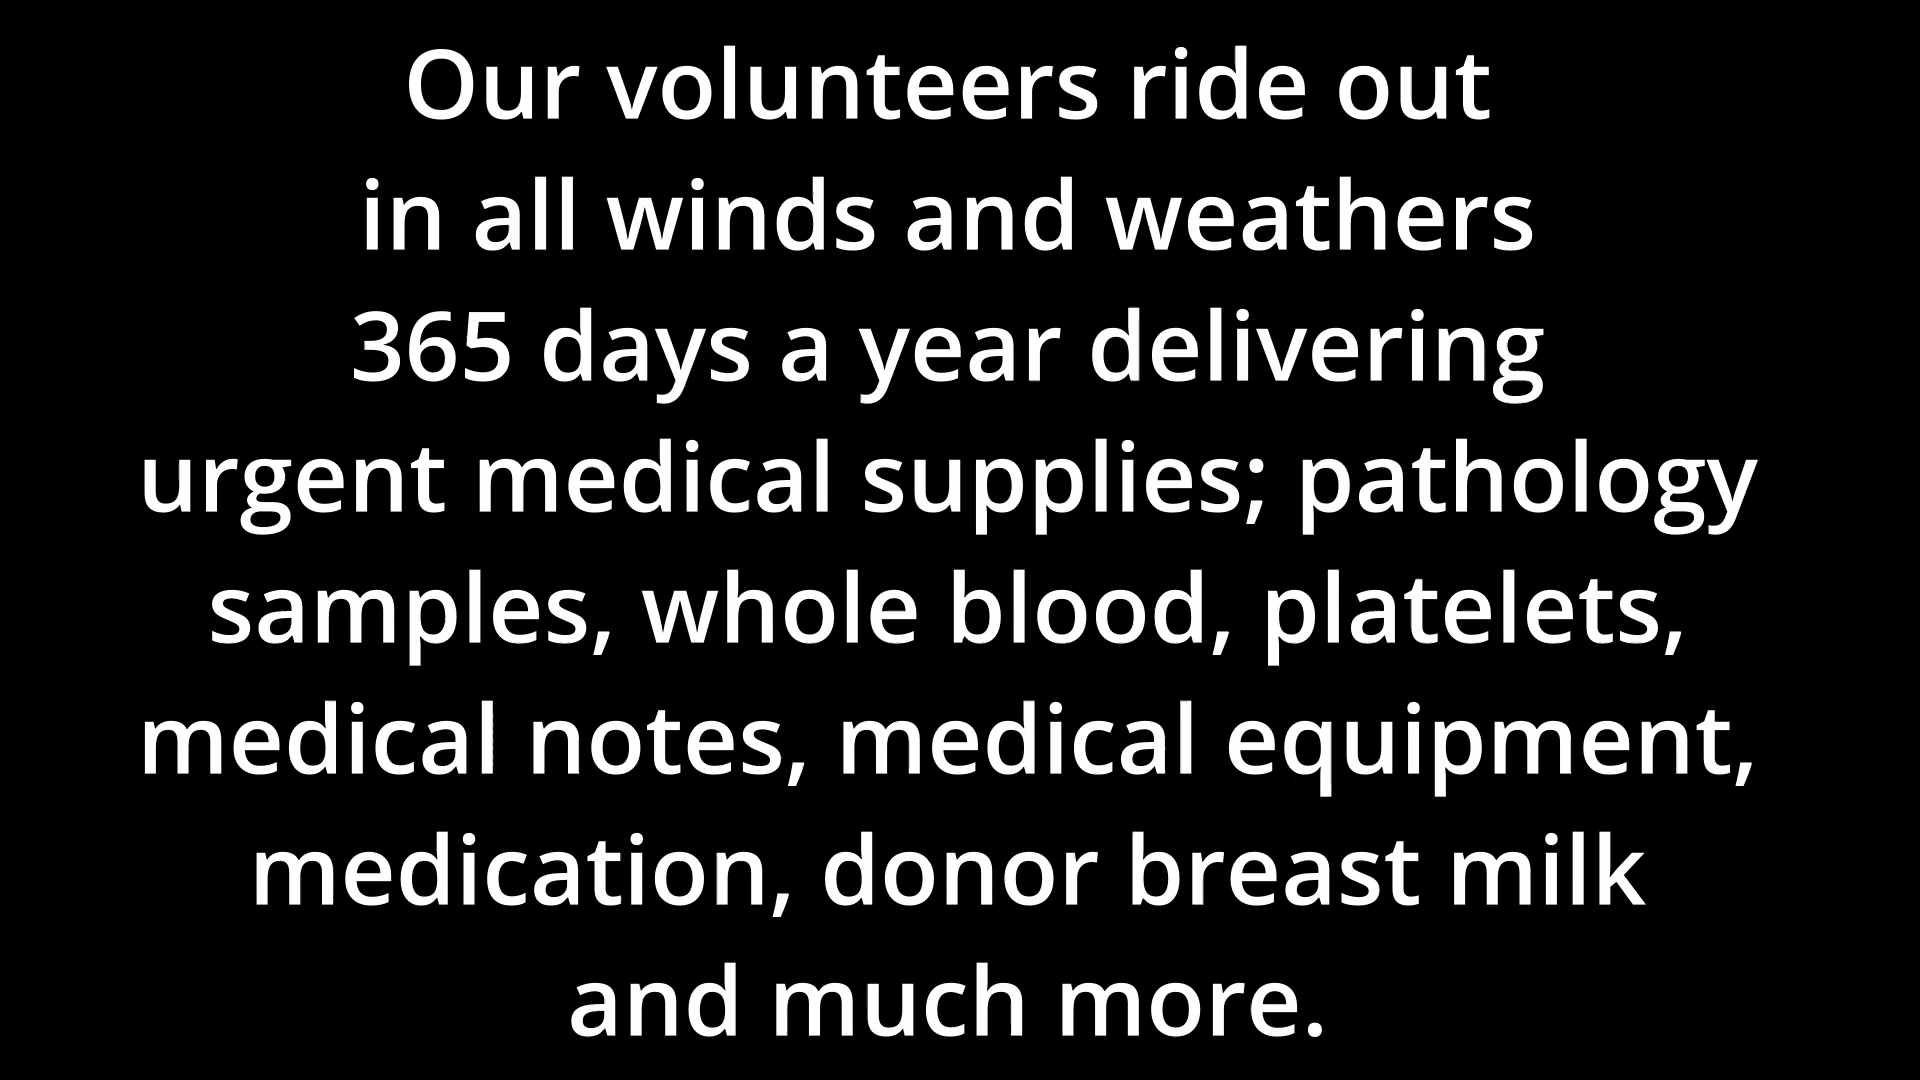 Our volunteers ride out
in all winds and weathers
365 days a year delivering
urgent medical supplies; pathology
samples, whole blood, platelets,
medical notes, medical equipment,
medication, donor breast milk
and much more.